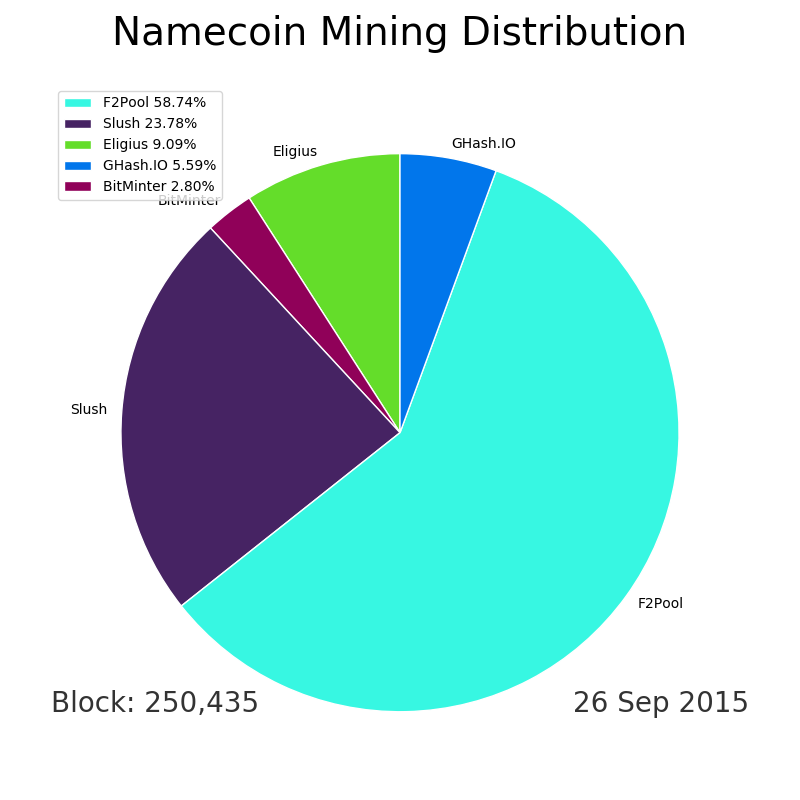 Namecoin Mining Distribution
F2Pool 58.74%
Slush 23.78%
Eligius 9.09%
GHash.IO 5.59%
BitMinter 2.80%
GHash.IO
Eligius
BitMinter
Slush
F2Pool
Block: 250,435
26 Sep 2015